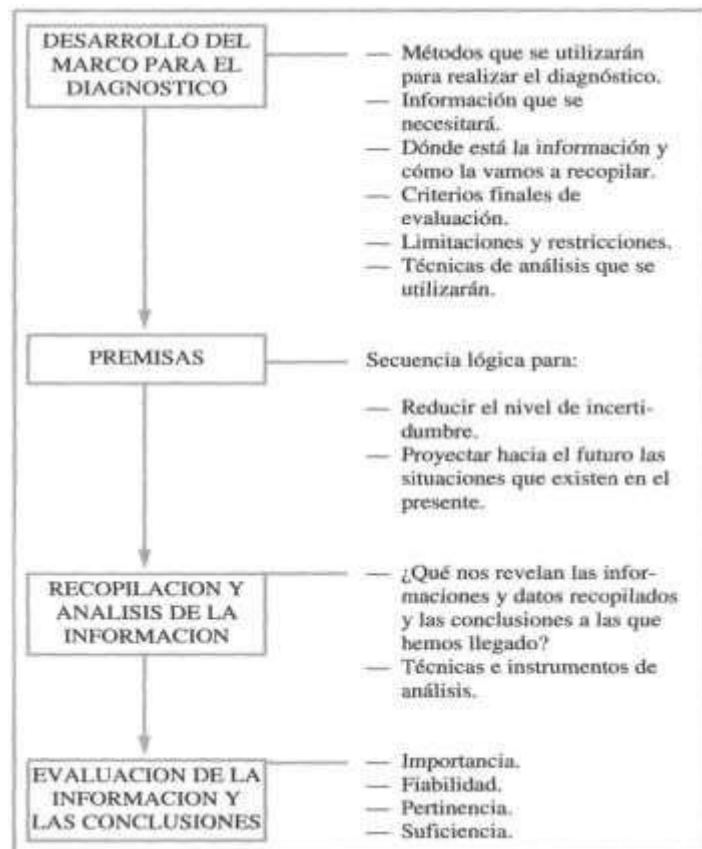 DESARROLLO DEL
MARCO PARA EL
DIAGNOSTICO
— Métodos que se utilizarán
para realizar el diagnóstico.
— Información que se
necesitará.
— Dónde está la información y
cómo la vamos a recopilar.
— Criterios finales de
evaluación.
— Limitaciones y restricciones.
— Técnicas de análisis que se
utilizarán.
PREMISAS
Secuencia lógica para:
— Reducir el nivel de incerti-
dumbre.
— Proyectar hacia el futuro las
situaciones que existen en el
presente.
RECOPILACION Y
ANALISIS DE LA
INFORMACION
— ¿Qué nos revelan las infor-
maciones y datos recopilados
y las conclusiones a las que
hemos llegado?
— Técnicas e instrumentos de
análisis.
EVALUACION DE LA
INFORMACION Y
LAS CONCLUSIONES
— Importancia.
— Fiabilidad.
— Pertinencia.
— Suficiencia.